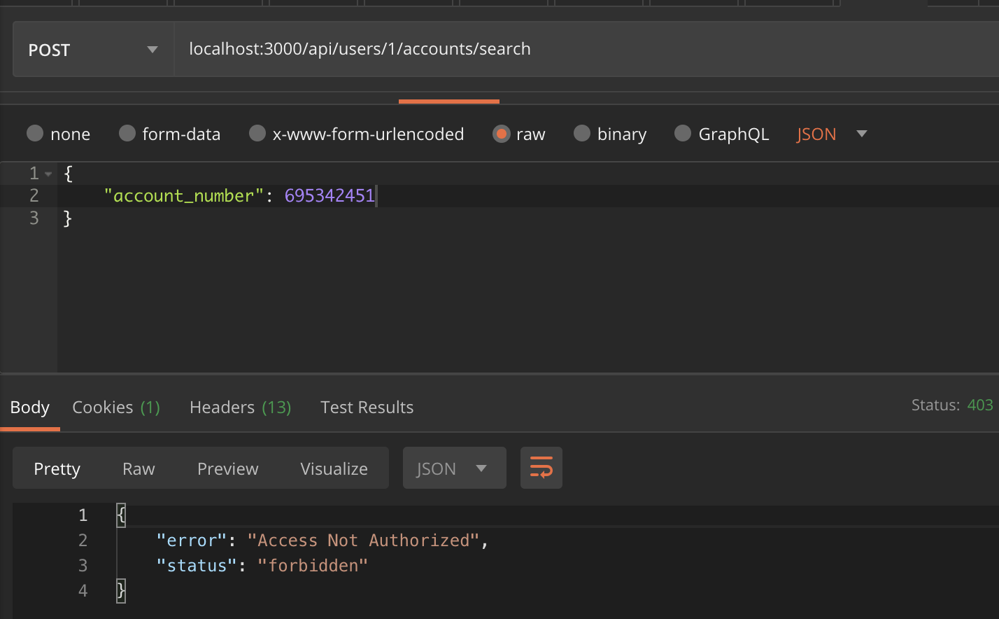 POST localhost:3000/api/users/1/accounts/search
none form-data x-www-form-urlencoded raw binary GraphQL JSON
1 {
2 "account_number": 695342451
3 }
Body Cookies (1) Headers (13) Test Results Status: 403
Pretty Raw Preview Visualize JSON
1 {
2 "error": "Access Not Authorized",
3 "status": "forbidden"
4 }